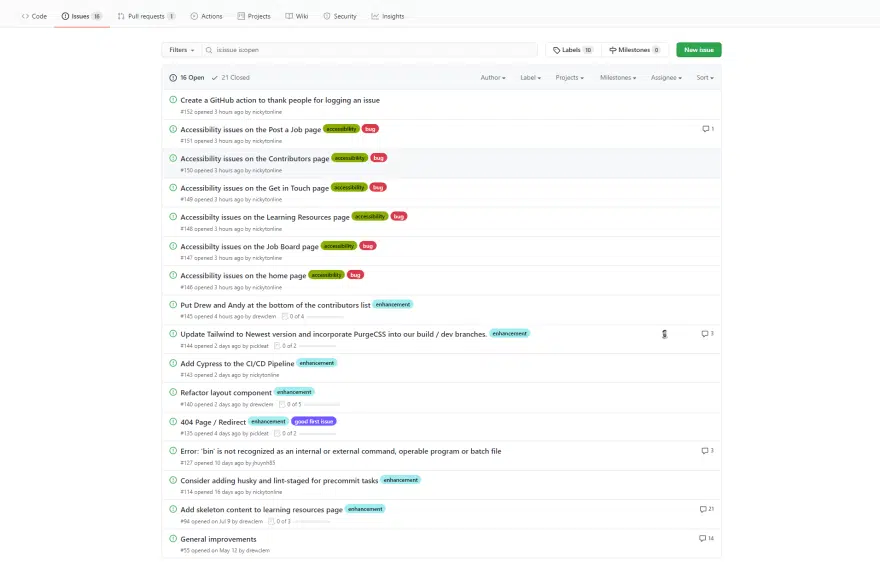 Code Issues 16 Pull requests 1 Actions Projects Wiki Security Insights
Filters is:issue is:open Labels 10 Milestones 0 New issue
16 Open 21 Closed Author Label Projects Milestones Assignee Sort
Create a GitHub action to thank people for logging an issue
#152 opened 3 hours ago by nickytonline
Accessibility issues on the Post a Job page accessibility bug 1
#151 opened 3 hours ago by nickytonline
Accessibility issues on the Contributors page accessibility bug
#150 opened 3 hours ago by nickytonline
Accessibility issues on the Get in Touch page accessibility bug
#149 opened 3 hours ago by nickytonline
Accessibilty issues on the Learning Resources page accessibility bug
#148 opened 3 hours ago by nickytonline
Accessibilty issues on the Job Board page accessibility bug
#147 opened 3 hours ago by nickytonline
Accessibility issues on the home page accessibility bug
#146 opened 3 hours ago by nickytonline
Put Drew and Andy at the bottom of the contributors list enhancement
#145 opened 4 hours ago by drewclem 0 of 4
Update Tailwind to Newest version and incorporate PurgeCSS into our build / dev branches. enhancement 3
#144 opened 2 days ago by pickleat 0 of 2
Add Cypress to the CI/CD Pipeline enhancement
#143 opened 2 days ago by nickytonline
Refactor layout component enhancement
#140 opened 2 days ago by drewclem 0 of 5
404 Page / Redirect enhancement good first issue
#135 opened 4 days ago by pickleat 0 of 2
Error: 'bin' is not recognized as an internal or external command, operable program or batch file 3
#127 opened 10 days ago by jhuynh85
Consider adding husky and lint-staged for precommit tasks enhancement
#114 opened 16 days ago by nickytonline
Add skeleton content to learning resources page enhancement 21
#94 opened on Jul 9 by drewclem 0 of 3
General improvements 14
#55 opened on May 12 by drewclem